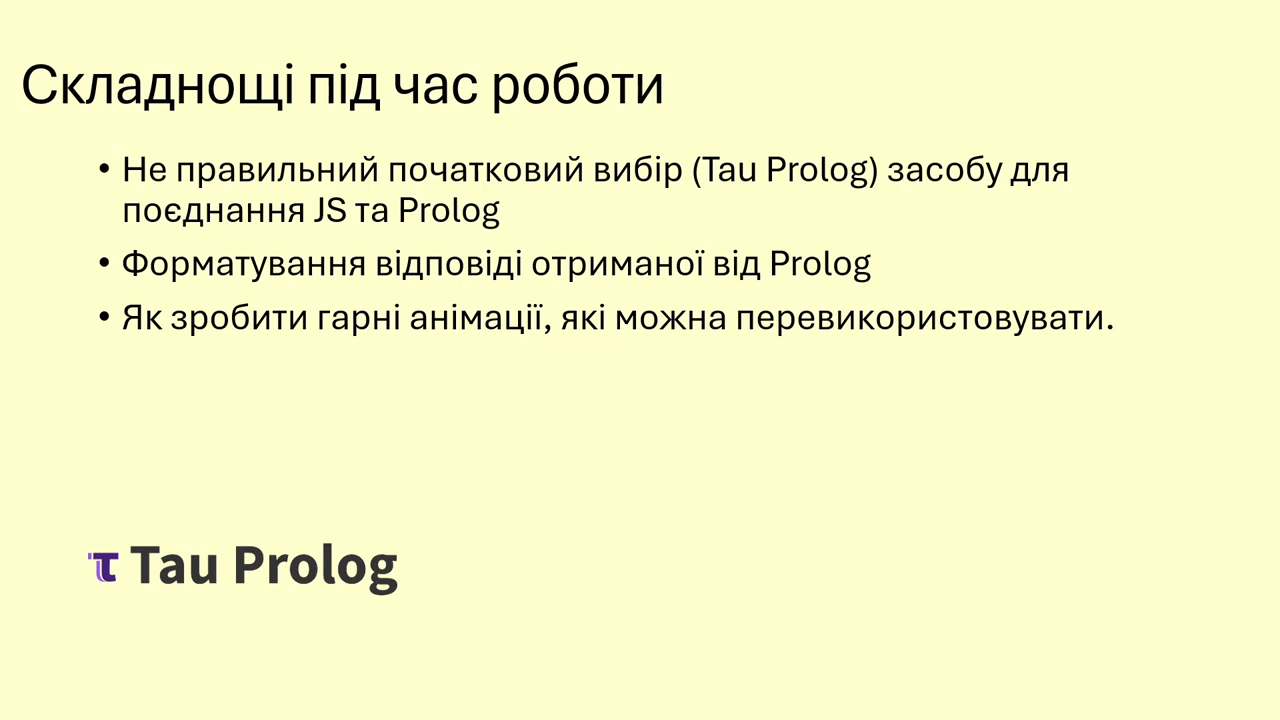 Складнощі під час роботи
• Не правильний початковий вибір (Tau Prolog) засобу для
поєднання JS та Prolog
• Форматування відповіді отриманої від Prolog
• Як зробити гарні анімації, які можна перевикористовувати.
τ Tau Prolog